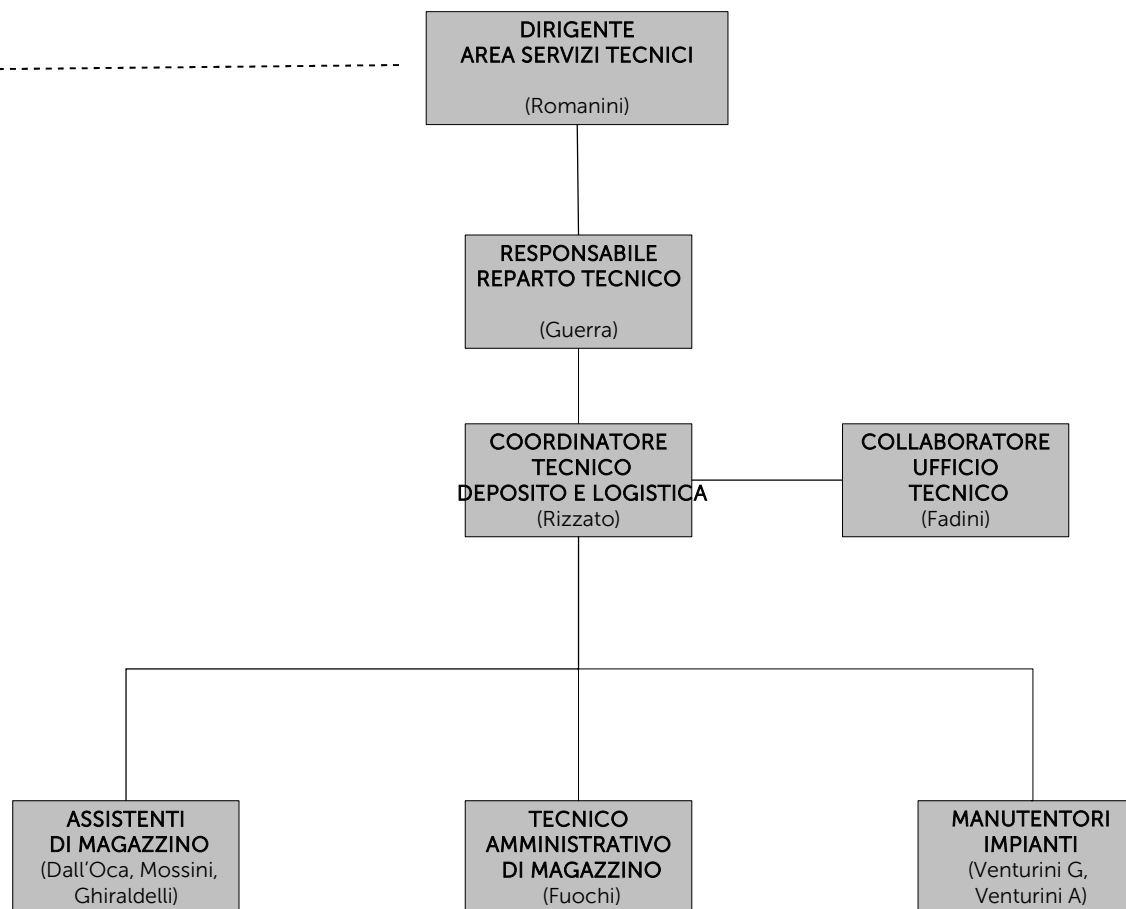 DIRIGENTE
AREA SERVIZI TECNICI
(Romanini)
RESPONSABILE
REPARTO TECNICO
(Guerra)
COORDINATORE
TECNICO
DEPOSITO E LOGISTICA
(Rizzato)
COLLABORATORE
UFFICIO
TECNICO
(Fadini)
ASSISTENTI
DI MAGAZZINO
(Dall'Oca, Mossini,
Ghiraldelli)
TECNICO
AMMINISTRATIVO
DI MAGAZZINO
(Fuochi)
MANUTENTORI
IMPIANTI
(Venturini G,
Venturini A)